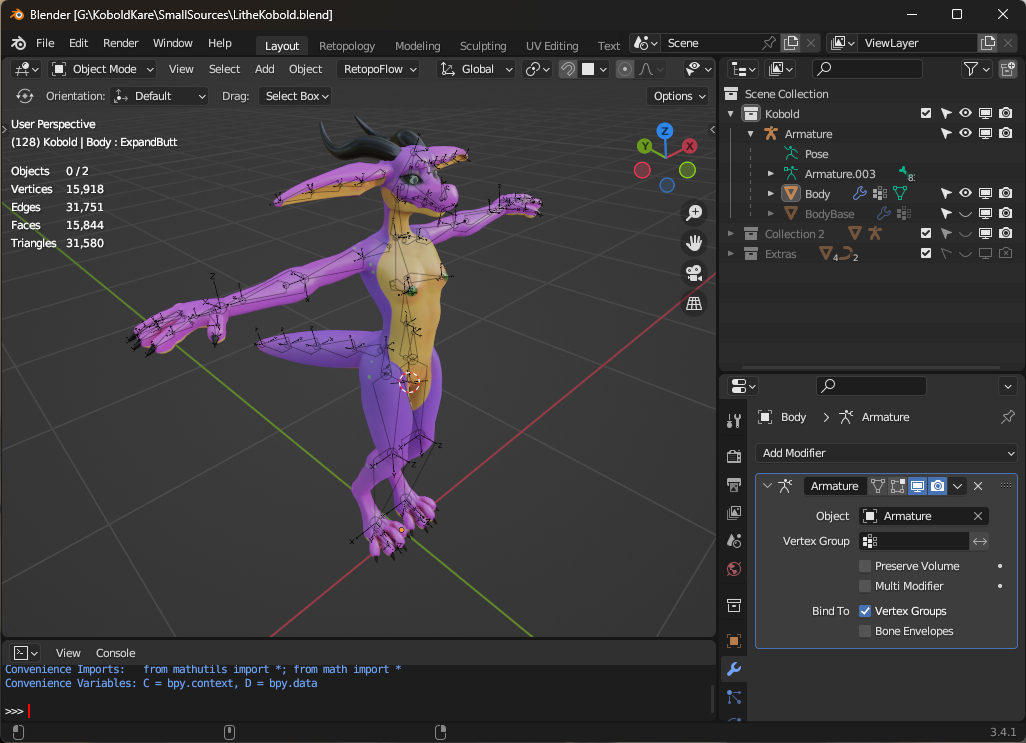 Blender [G:\KoboldKare\SmallSources\LitheKobold.blend]
File Edit Render Window Help Layout Retopology Modeling Sculpting UV Editing Text Scene ViewLayer
Object Mode View Select Add Object RetopoFlow Global
Orientation: Default Drag: Select Box Options
User Perspective
(128) Kobold | Body : ExpandButt
Objects 0 / 2
Vertices 15,918
Edges 31,751
Faces 15,844
Triangles 31,580
Z
Y
X
Scene Collection
Kobold
Armature
Pose
Armature.003
Body
BodyBase
Collection 2
Extras 4 2
Body Armature
Add Modifier
Armature
Object Armature
Vertex Group
Preserve Volume
Multi Modifier
Bind To Vertex Groups
Bone Envelopes
View Console
Convenience Imports: from mathutils import *; from math import *
Convenience Variables: C = bpy.context, D = bpy.data
>>>
3.4.1